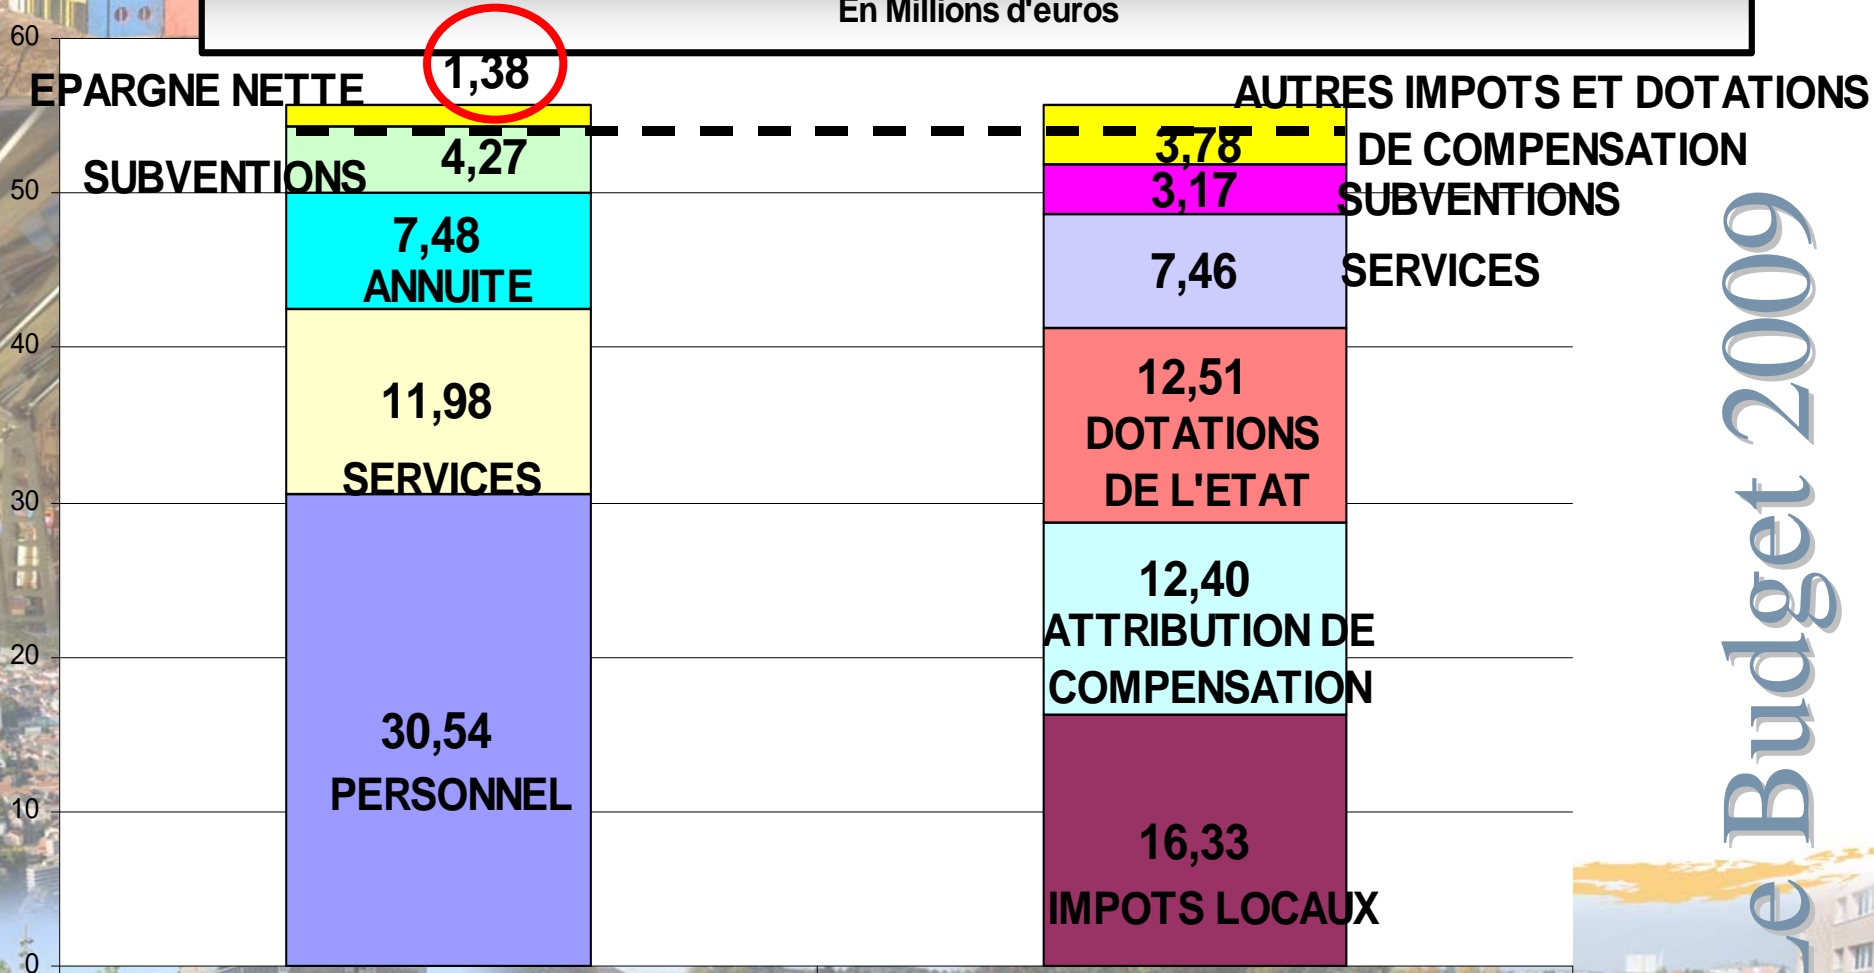 En Millions d'euros
60
50
40
30
20
10
0
EPARGNE NETTE
1,38
SUBVENTIONS
4,27
7,48
ANNUITE
11,98
SERVICES
30,54
PERSONNEL
AUTRES IMPOTS ET DOTATIONS
DE COMPENSATION
3,78
SUBVENTIONS
3,17
SERVICES
7,46
12,51
DOTATIONS
DE L'ETAT
12,40
ATTRIBUTION DE
COMPENSATION
16,33
IMPOTS LOCAUX
Le Budget 2009